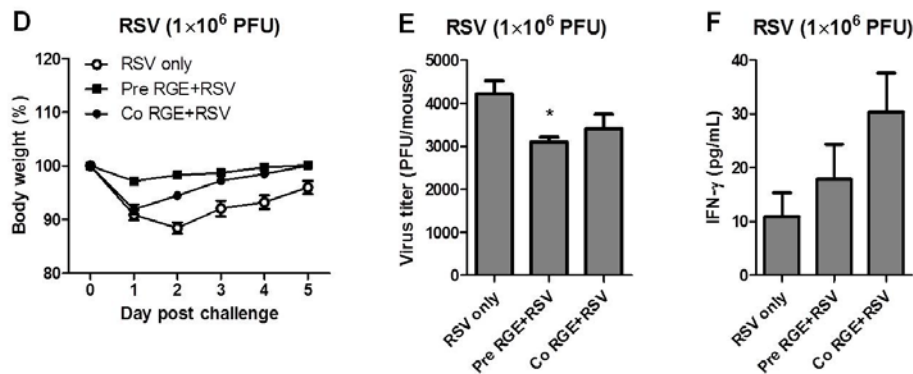 D
RSV (1×10⁶ PFU)
Body weight (%)
120
110
100
90
80
RSV only
Pre RGE+RSV
Co RGE+RSV
0 1 2 3 4 5
Day post challenge
E
RSV (1×10⁶ PFU)
Virus titer (PFU/mouse)
5000
4000
3000
2000
1000
0
*
RSV only
Pre RGE+RSV
Co RGE+RSV
F
RSV (1×10⁶ PFU)
IFN-γ (pg/mL)
40
30
20
10
0
RSV only
Pre RGE+RSV
Co RGE+RSV